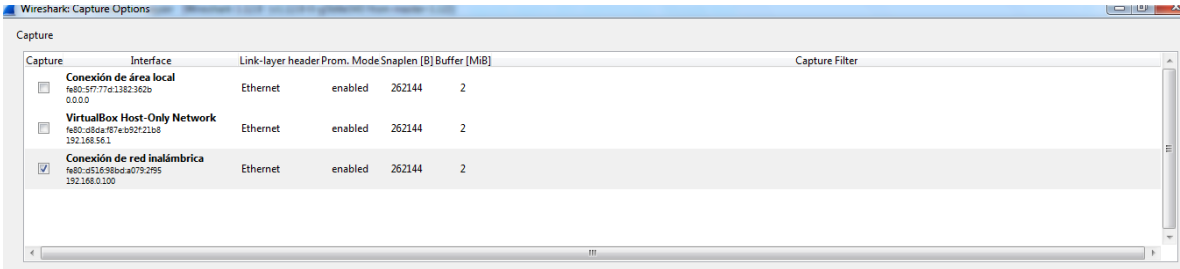 Wireshark: Capture Options
Capture
Capture Interface Link-layer header Prom. Mode Snaplen [B] Buffer [MiB] Capture Filter
Conexión de área local
fe80::5f7:77d:1382:362b
0.0.0.0
Ethernet enabled 262144 2
VirtualBox Host-Only Network
fe80::d8da:f87e:b92f:21b8
192.168.56.1
Ethernet enabled 262144 2
Conexión de red inalámbrica
fe80::d516:98bd:a079:2f95
192.168.0.100
Ethernet enabled 262144 2